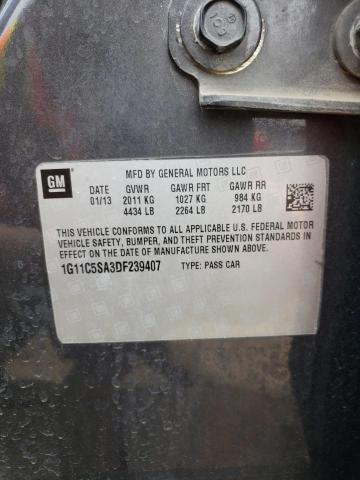 103
GM
MFD BY GENERAL MOTORS LLC
DATE GVWR GAWR FRT GAWR RR
01/13 2011 KG 1027 KG 984 KG
4434 LB 2264 LB 2170 LB
THIS VEHICLE CONFORMS TO ALL APPLICABLE U.S. FEDERAL MOTOR
VEHICLE SAFETY, BUMPER, AND THEFT PREVENTION STANDARDS IN
EFFECT ON THE DATE OF MANUFACTURE SHOWN ABOVE.
1G11C5SA3DF239407 TYPE: PASS CAR